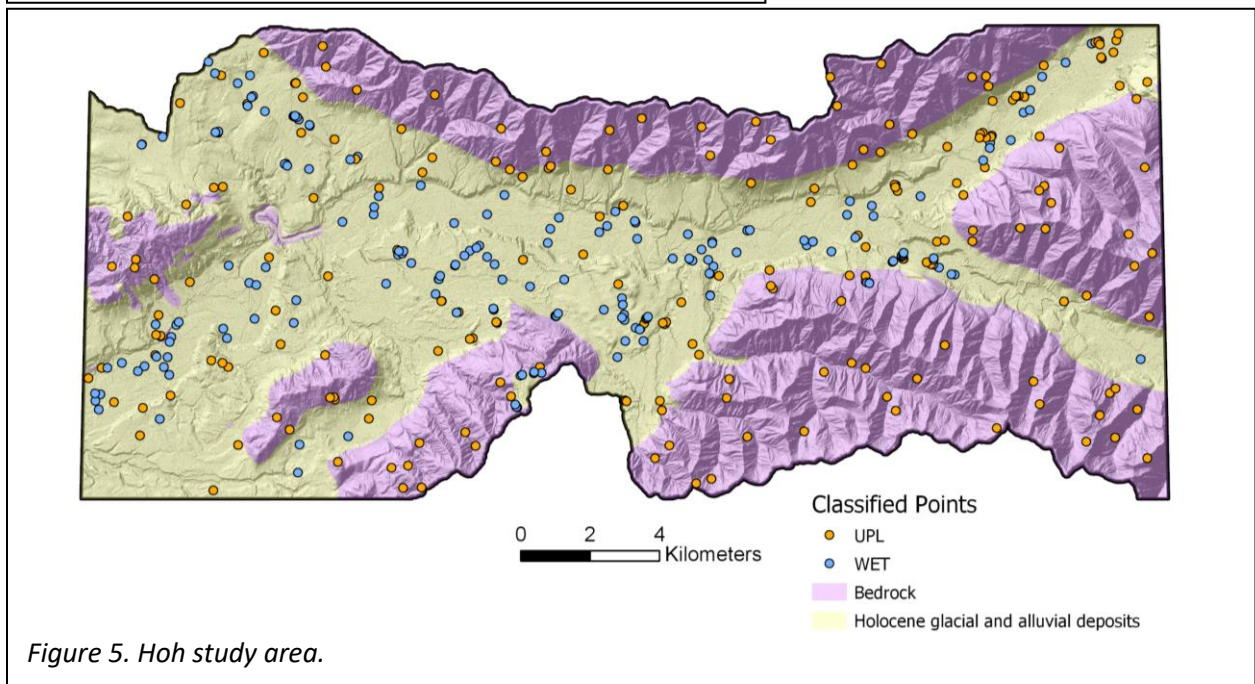 0 2 4
Kilometers
Classified Points
UPL
WET
Bedrock
Holocene glacial and alluvial deposits
Figure 5. Hoh study area.